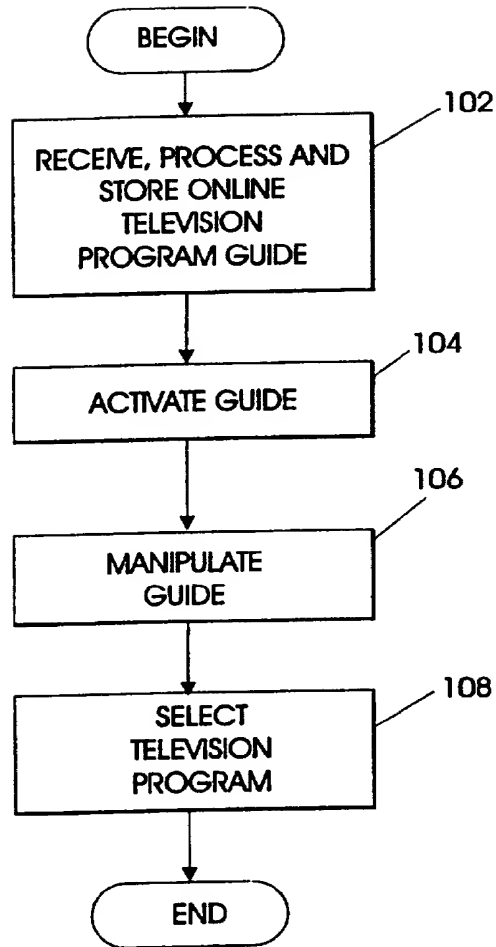 BEGIN
102
RECEIVE, PROCESS AND
STORE ONLINE
TELEVISION
PROGRAM GUIDE
104
ACTIVATE GUIDE
106
MANIPULATE
GUIDE
108
SELECT
TELEVISION
PROGRAM
END